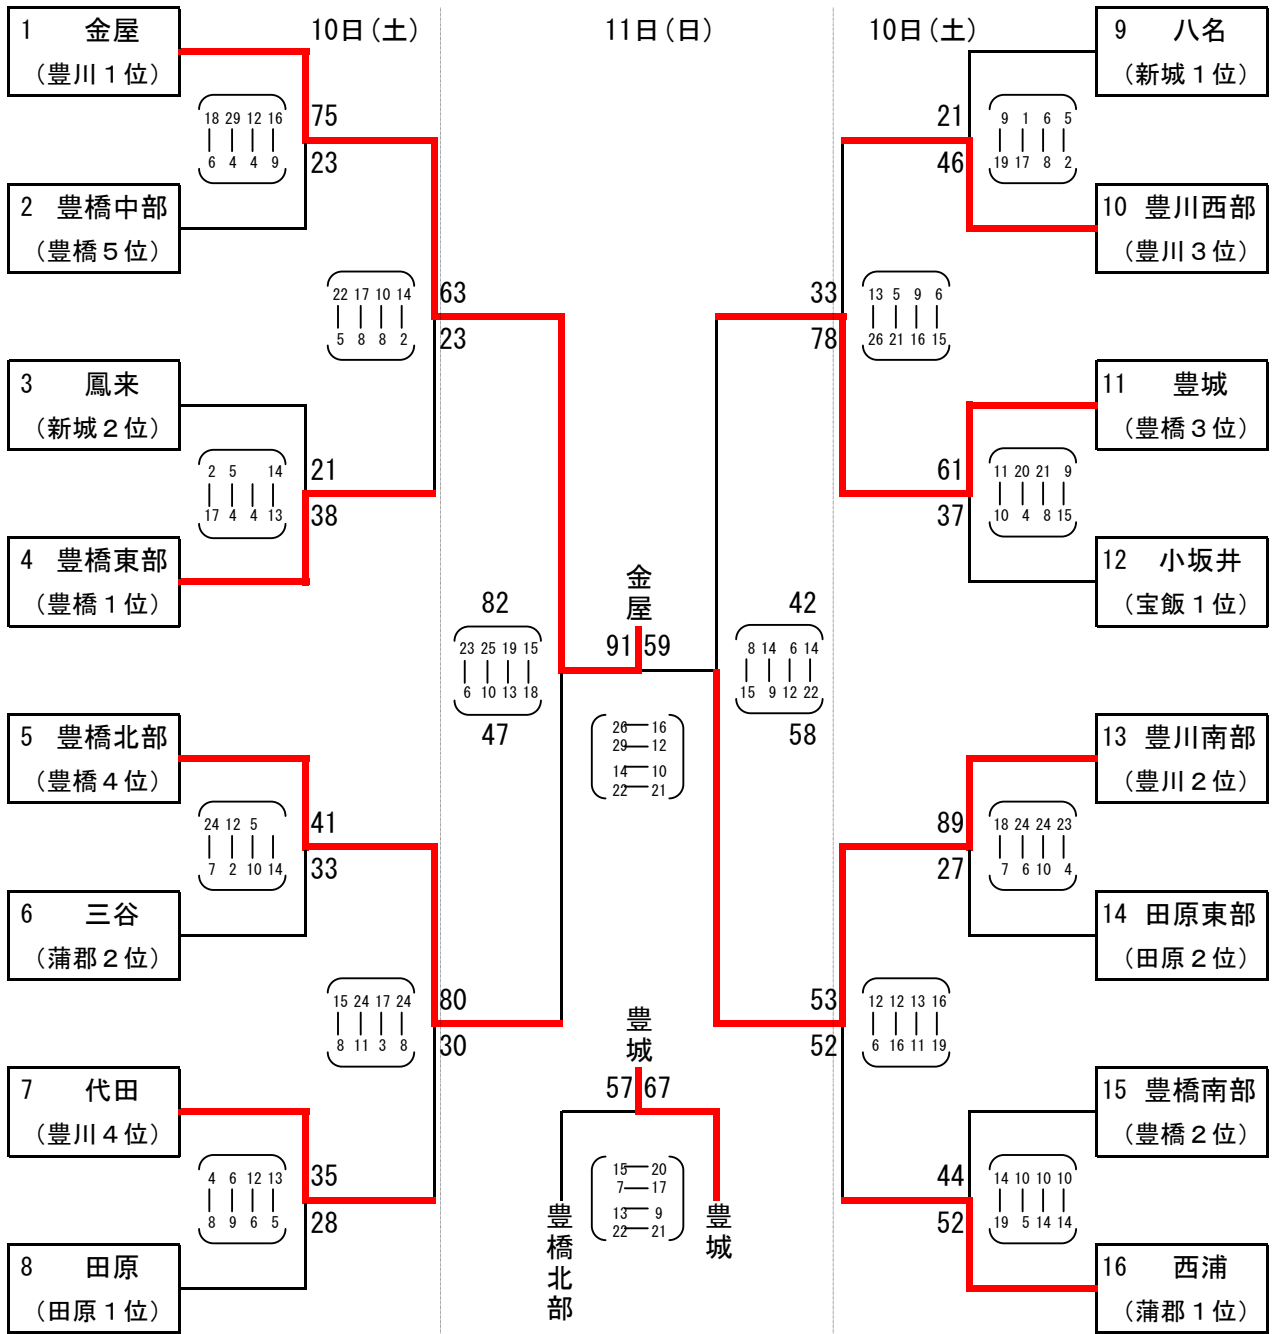 10日(土)
11日(日)
10日(土)
1 金屋
(豊川１位)
2 豊橋中部
(豊橋５位)
3 鳳来
(新城２位)
4 豊橋東部
(豊橋１位)
5 豊橋北部
(豊橋４位)
6 三谷
(蒲郡２位)
7 代田
(豊川４位)
8 田原
(田原１位)
18 29 12 16
6 4 4 9
75
23
2 5 14
17 4 4 13
21
38
24 12 5
7 2 10 14
41
33
4 6 12 13
8 9 6 5
35
28
22 17 10 14
5 8 8 2
63
23
15 24 17 24
8 11 3 8
80
30
82
23 25 19 15
6 10 13 18
47
金屋
91 59
26 16
29 12
14 10
22 21
豊城
57 67
15 20
7 17
13 9
22 21
豊橋北部
豊城
42
8 14 6 14
15 9 12 22
58
33
78
13 5 9 6
26 21 16 15
53
52
12 12 13 16
6 16 11 19
21
46
9 1 6 5
19 17 8 2
61
37
11 20 21 9
10 4 8 15
89
27
18 24 24 23
7 6 10 4
44
52
14 10 10 10
19 5 14 14
9 八名
(新城１位)
10 豊川西部
(豊川３位)
11 豊城
(豊橋３位)
12 小坂井
(宝飯１位)
13 豊川南部
(豊川２位)
14 田原東部
(田原２位)
15 豊橋南部
(豊橋２位)
16 西浦
(蒲郡１位)